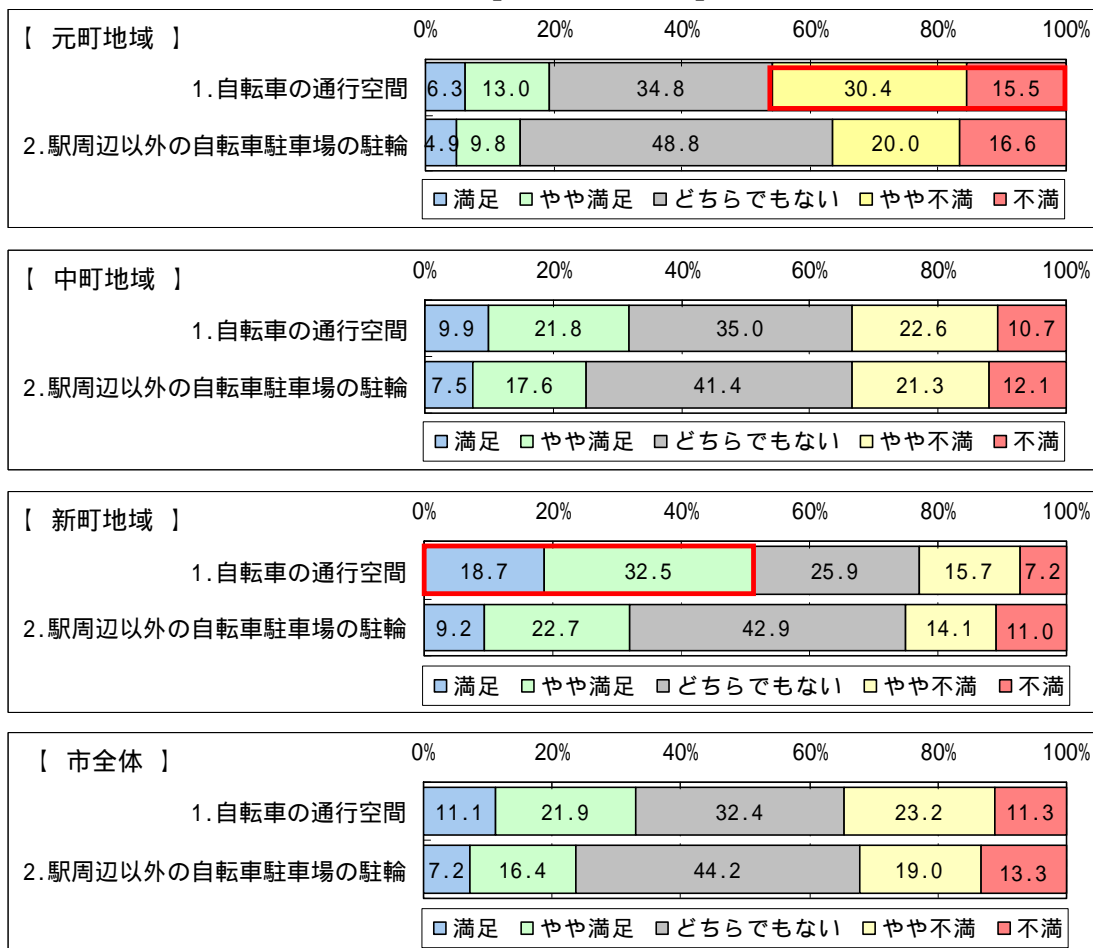 【 元町地域 】
0% 20% 40% 60% 80% 100%
1.自転車の通行空間 6.3 13.0 34.8 30.4 15.5
2.駅周辺以外の自転車駐車場の駐輪 4.9 9.8 48.8 20.0 16.6
満足 やや満足 どちらでもない やや不満 不満
【 中町地域 】
0% 20% 40% 60% 80% 100%
1.自転車の通行空間 9.9 21.8 35.0 22.6 10.7
2.駅周辺以外の自転車駐車場の駐輪 7.5 17.6 41.4 21.3 12.1
満足 やや満足 どちらでもない やや不満 不満
【 新町地域 】
0% 20% 40% 60% 80% 100%
1.自転車の通行空間 18.7 32.5 25.9 15.7 7.2
2.駅周辺以外の自転車駐車場の駐輪 9.2 22.7 42.9 14.1 11.0
満足 やや満足 どちらでもない やや不満 不満
【 市全体 】
0% 20% 40% 60% 80% 100%
1.自転車の通行空間 11.1 21.9 32.4 23.2 11.3
2.駅周辺以外の自転車駐車場の駐輪 7.2 16.4 44.2 19.0 13.3
満足 やや満足 どちらでもない やや不満 不満